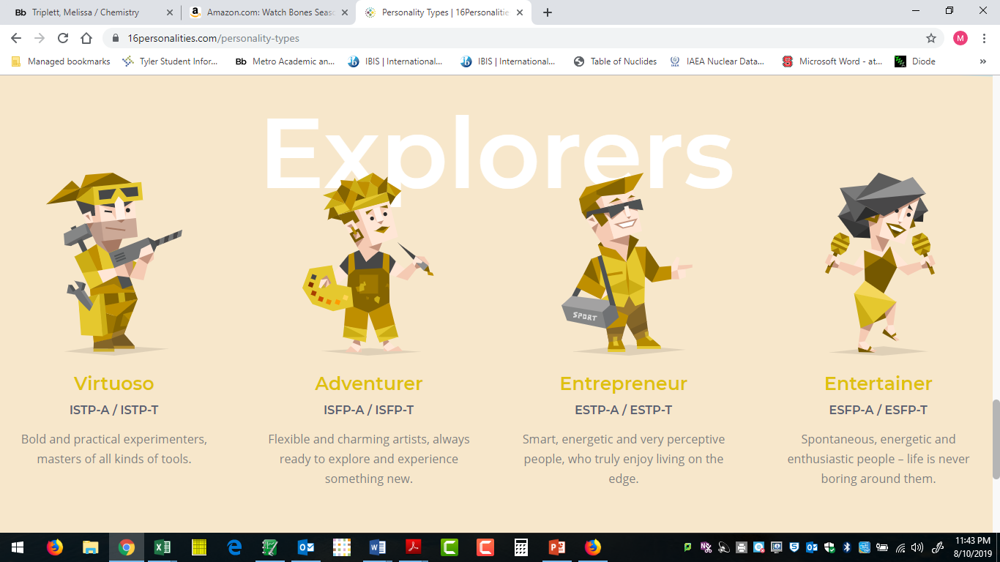 Bb Triplett, Melissa / Chemistry
Amazon.com: Watch Bones Seas
Personality Types | 16Personalitie
16personalities.com/personality-types
M
Managed bookmarks
Tyler Student Infor...
Bb Metro Academic an...
IBIS | International...
IBIS | International...
Table of Nuclides
IAEA Nuclear Data...
Microsoft Word - at...
Diode
»
Explorers
SPORT
Virtuoso
ISTP-A / ISTP-T
Bold and practical experimenters,
masters of all kinds of tools.
Adventurer
ISFP-A / ISFP-T
Flexible and charming artists, always
ready to explore and experience
something new.
Entrepreneur
ESTP-A / ESTP-T
Smart, energetic and very perceptive
people, who truly enjoy living on the
edge.
Entertainer
ESFP-A / ESFP-T
Spontaneous, energetic and
enthusiastic people – life is never
boring around them.
11:43 PM
8/10/2019